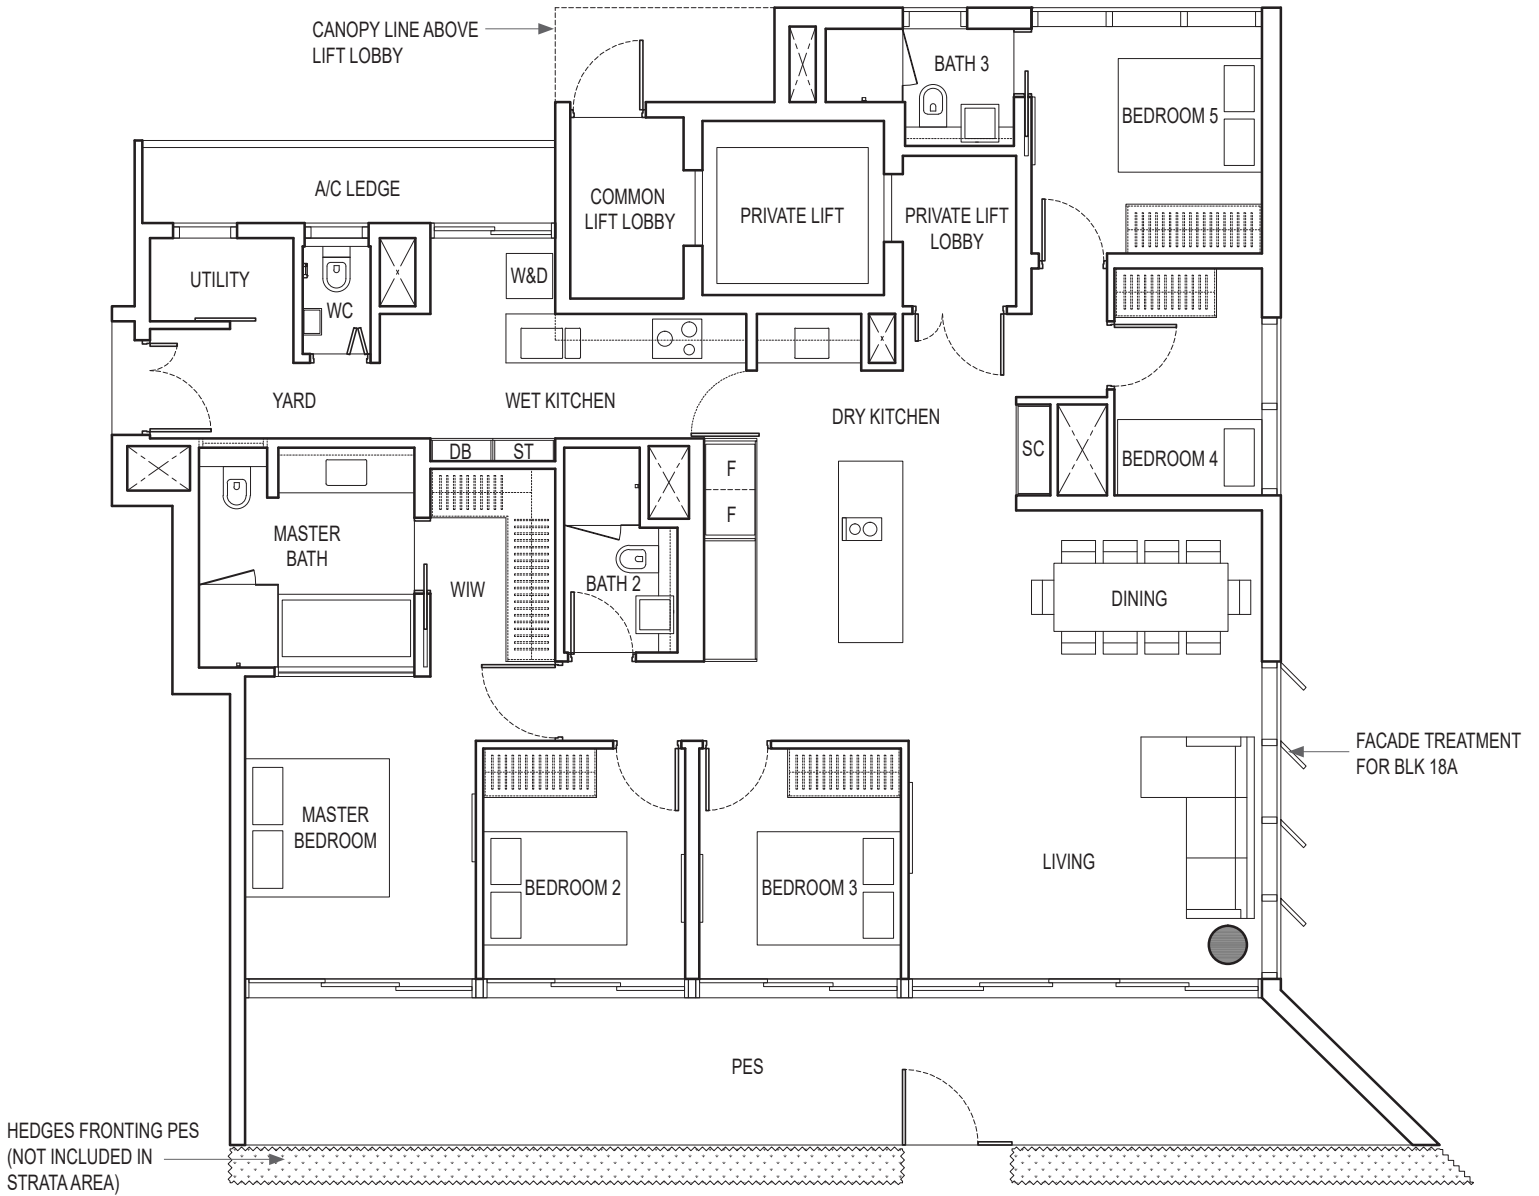 CANOPY LINE ABOVE
LIFT LOBBY
BATH 3
BEDROOM 5
A/C LEDGE
COMMON
LIFT LOBBY
PRIVATE LIFT
PRIVATE LIFT
LOBBY
UTILITY
WC
W&D
YARD
WET KITCHEN
DRY KITCHEN
DB
ST
SC
BEDROOM 4
F
F
MASTER
BATH
WIW
BATH 2
DINING
FACADE TREATMENT
FOR BLK 18A
MASTER
BEDROOM
BEDROOM 2
BEDROOM 3
LIVING
PES
HEDGES FRONTING PES
(NOT INCLUDED IN
STRATA AREA)